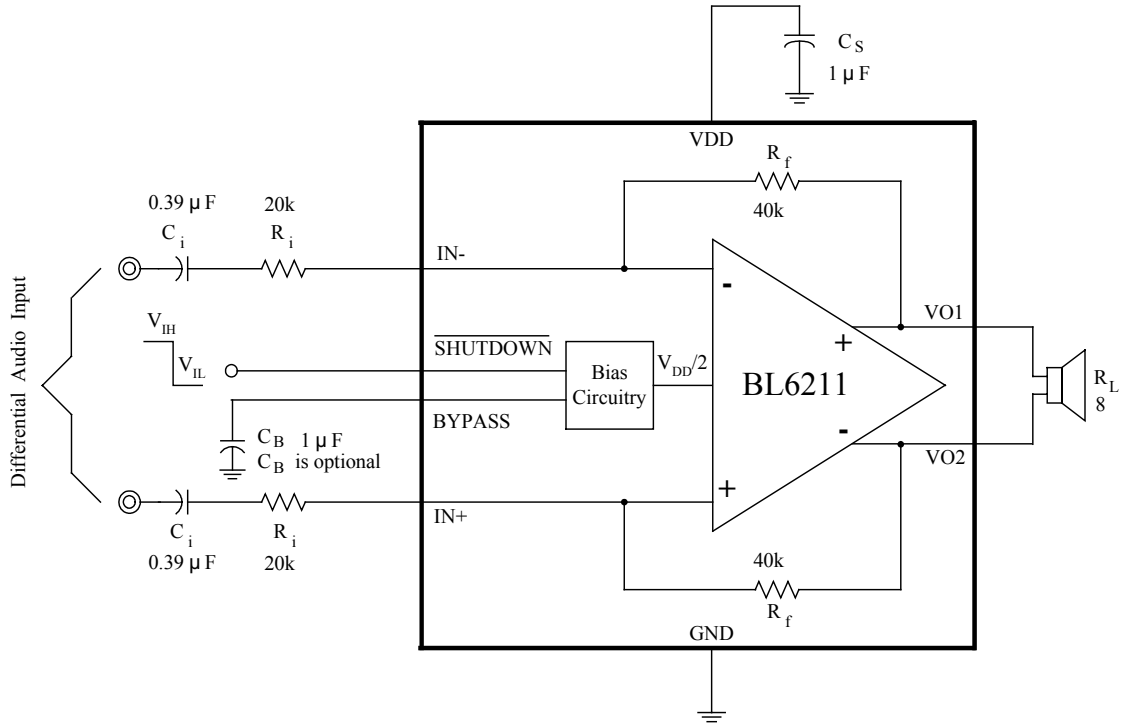 C S
1 µ F
VDD
R f
40k
0.39 µ F
C i
20k
R i
IN-
-
Differential Audio Input
V IH
V IL
SHUTDOWN
BYPASS
Bias
Circuitry
V DD /2
BL6211
+
-
VO1
VO2
R L
8
C B 1 µ F
C B is optional
+
IN+
C i
0.39 µ F
R i
20k
40k
R f
GND